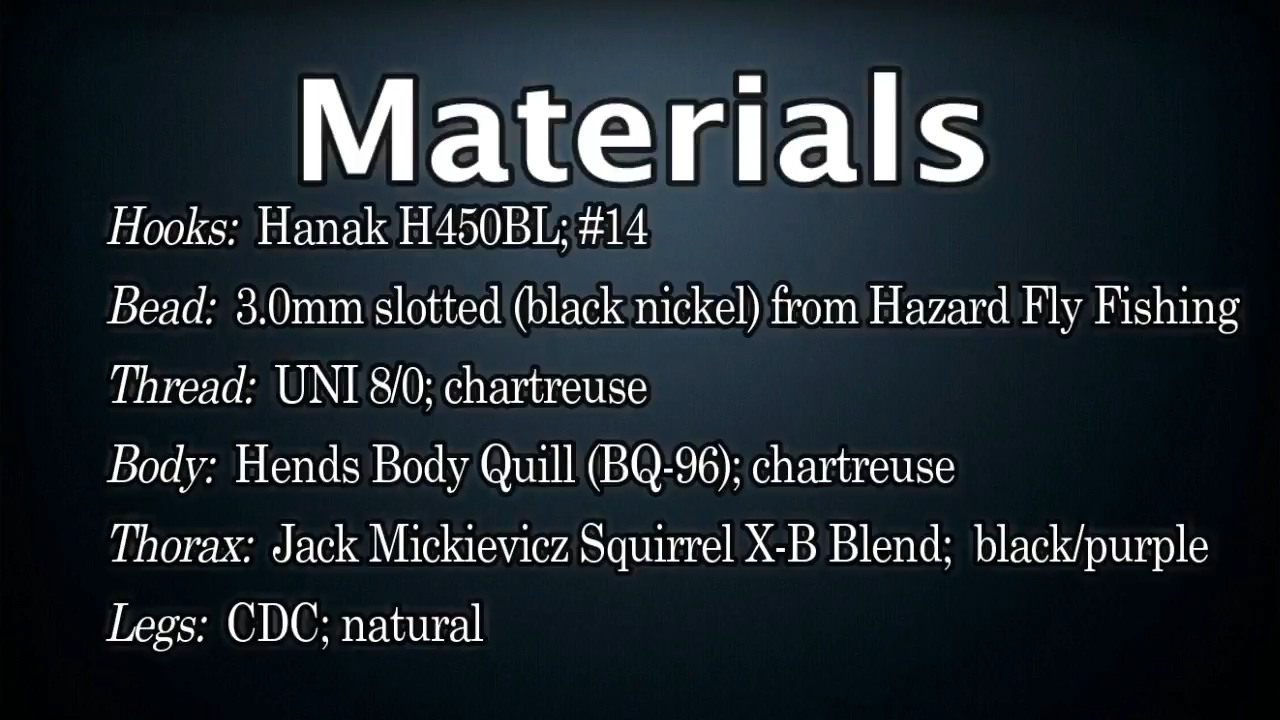 Materials
Hooks: Hanak H450BL; #14
Bead: 3.0mm slotted (black nickel) from Hazard Fly Fishing
Thread: UNI 8/0; chartreuse
Body: Hends Body Quill (BQ-96); chartreuse
Thorax: Jack Mickievicz Squirrel X-B Blend; black/purple
Legs: CDC; natural